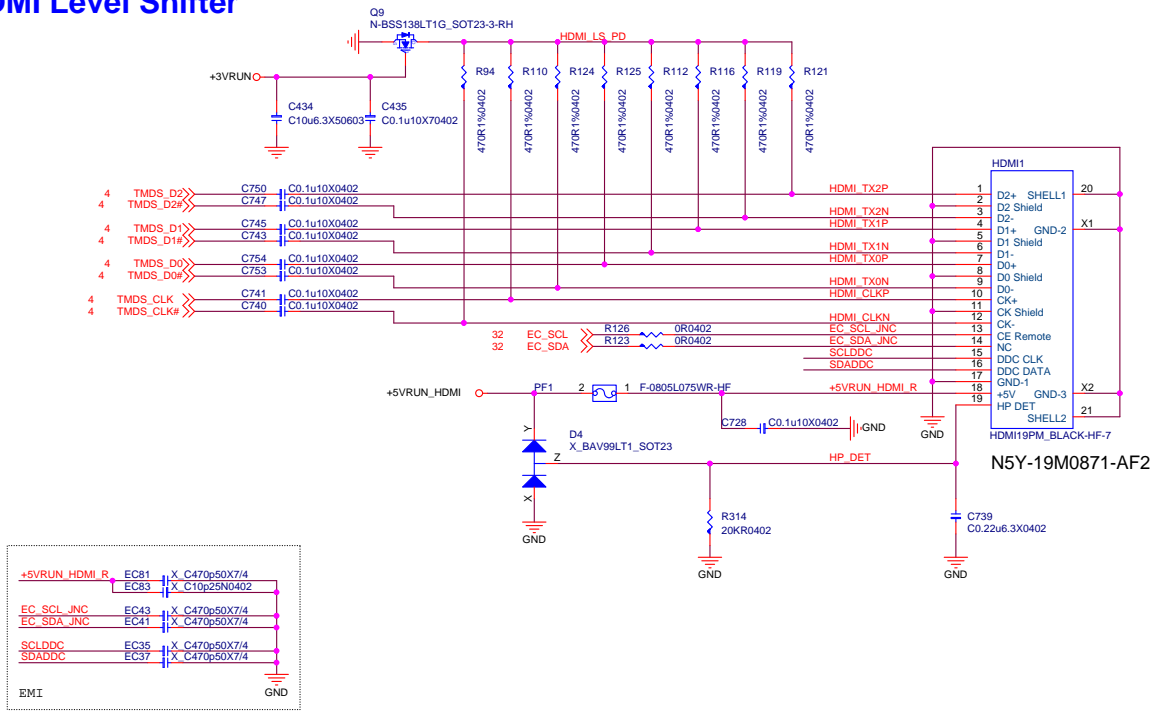 DMI Level Shifter
Q9
N-BSS138LT1G_SOT23-3-RH
HDMI_LS_PD
+3VRUN
R94 R110 R124 R125 R112 R116 R119 R121
470R1%0402 470R1%0402 470R1%0402 470R1%0402 470R1%0402 470R1%0402 470R1%0402 470R1%0402
C434
C10u6.3X50603
C435
C0.1u10X70402
HDMI1
4 TMDS_D2 C750 C0.1u10X0402 HDMI_TX2P 1 D2+ SHELL1 20
2 D2 Shield
4 TMDS_D2# C747 C0.1u10X0402 HDMI_TX2N 3 D2-
4 TMDS_D1 C745 C0.1u10X0402 HDMI_TX1P 4 D1+ GND-2 X1
5 D1 Shield
4 TMDS_D1# C743 C0.1u10X0402 HDMI_TX1N 6 D1-
4 TMDS_D0 C754 C0.1u10X0402 HDMI_TX0P 7 D0+
8 D0 Shield
4 TMDS_D0# C753 C0.1u10X0402 HDMI_TX0N 9 D0-
4 TMDS_CLK C741 C0.1u10X0402 HDMI_CLKP 10 CK+
11 CK Shield
4 TMDS_CLK# C740 C0.1u10X0402 HDMI_CLKN 12 CK-
32 EC_SCL R126 0R0402 EC_SCL_JNC 13 CE Remote
32 EC_SDA R123 0R0402 EC_SDA_JNC 14 NC
SCLDDC 15 DDC CLK
SDADDC 16 DDC DATA
17 GND-1
+5VRUN_HDMI PF1 2 1 F-0805L075WR-HF +5VRUN_HDMI_R 18 +5V GND-3 X2
19 HP DET
SHELL2 21
C728 C0.1u10X0402 GND
GND
HDMI19PM_BLACK-HF-7
N5Y-19M0871-AF2
D4
X_BAV99LT1_SOT23
Y
Z
X
HP_DET
GND
R314
20KR0402
GND
C739
C0.22u6.3X0402
GND
+5VRUN_HDMI_R EC81 X_C470p50X7/4
EC83 X_C10p25N0402
EC_SCL_JNC EC43 X_C470p50X7/4
EC_SDA_JNC EC41 X_C470p50X7/4
SCLDDC EC35 X_C470p50X7/4
SDADDC EC37 X_C470p50X7/4
EMI
GND